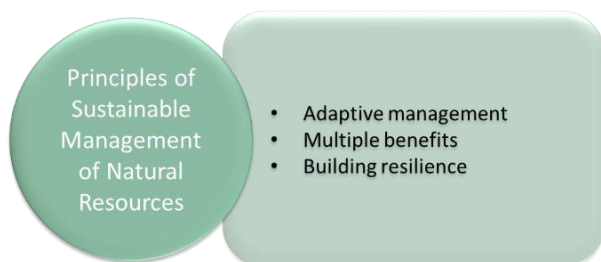 Principles of
Sustainable
Management
of Natural
Resources
• Adaptive management
• Multiple benefits
• Building resilience